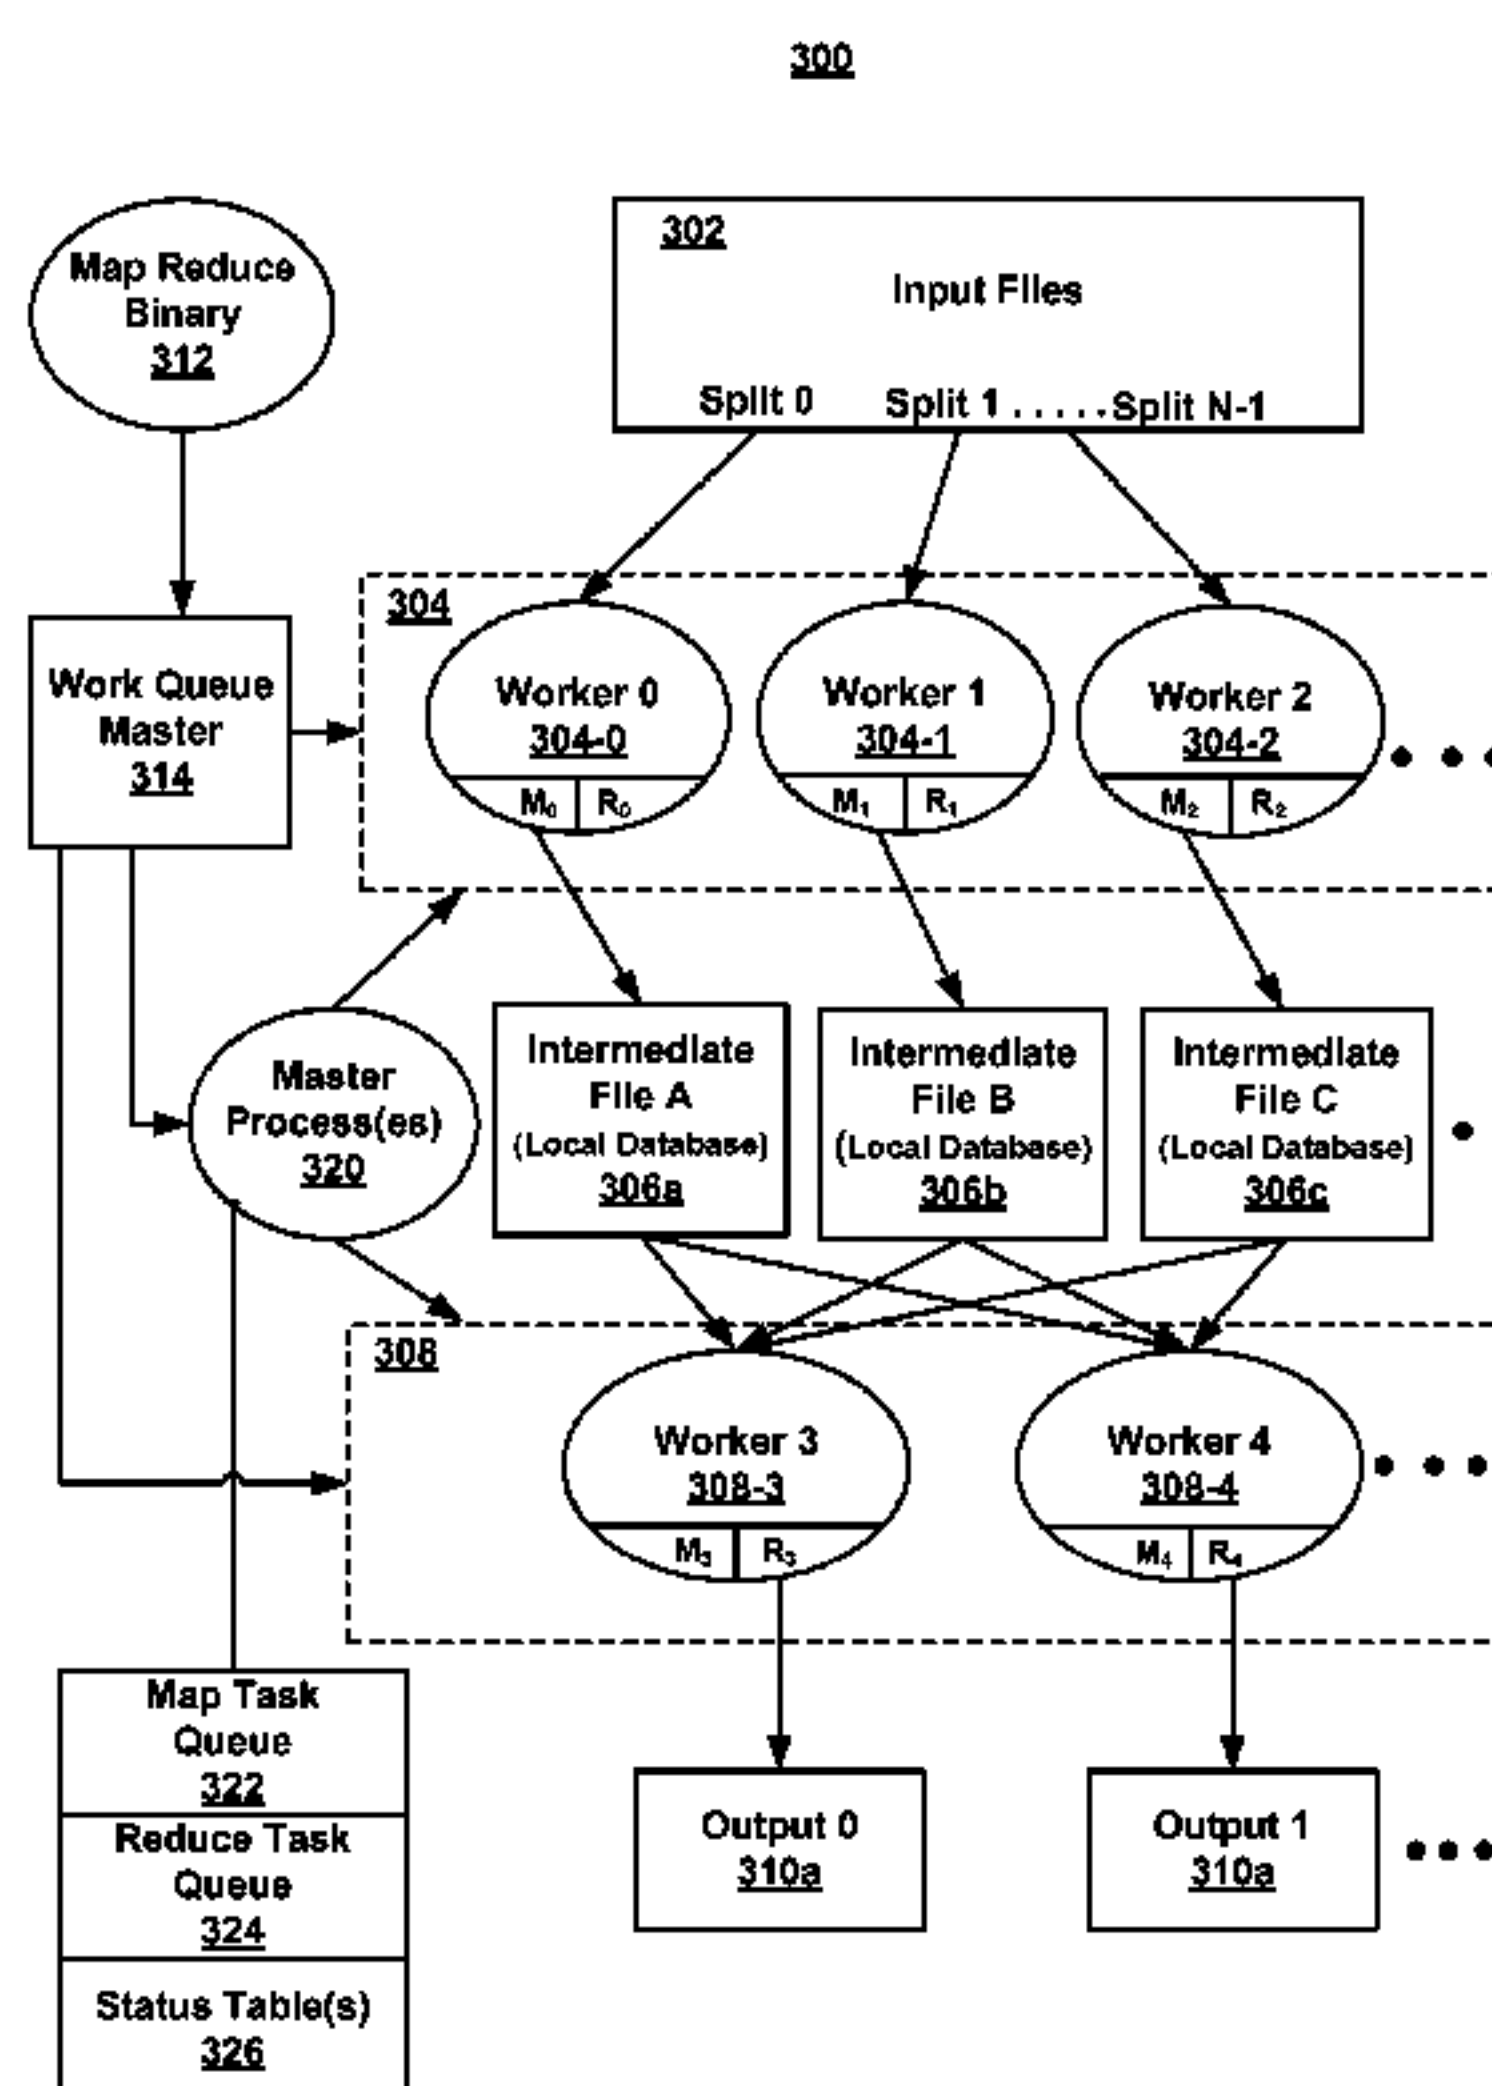 300
Map Reduce
Binary
312
302
Input Files
Split 0 Split 1 . . . . . Split N-1
Work Queue
Master
314
304
Worker 0
304-0
M₀ R₀
Worker 1
304-1
M₁ R₁
Worker 2
304-2
M₂ R₂
Master
Process(es)
320
Intermediate
File A
(Local Database)
306a
Intermediate
File B
(Local Database)
306b
Intermediate
File C
(Local Database)
306c
308
Worker 3
308-3
M₃ R₃
Worker 4
308-4
M₄ R₄
Map Task
Queue
322
Reduce Task
Queue
324
Status Table(s)
326
Output 0
310a
Output 1
310a